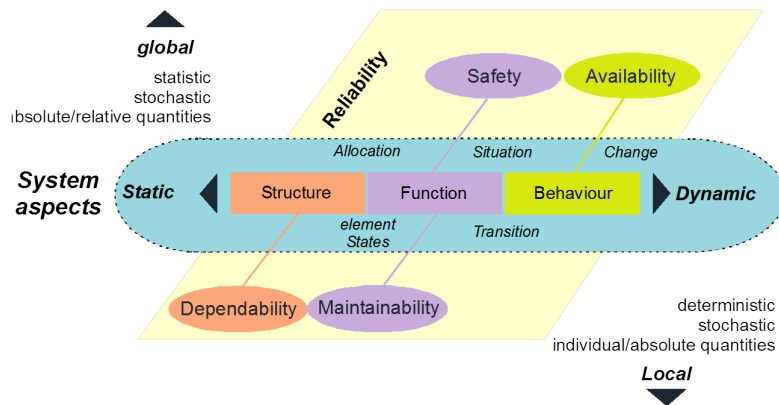 global
statistic
stochastic
absolute/relative quantities
Reliability
Safety
Availability
Allocation
Situation
Change
System
aspects
Static
Structure
Function
Behaviour
Dynamic
element
States
Transition
Dependability
Maintainability
deterministic
stochastic
individual/absolute quantities
Local